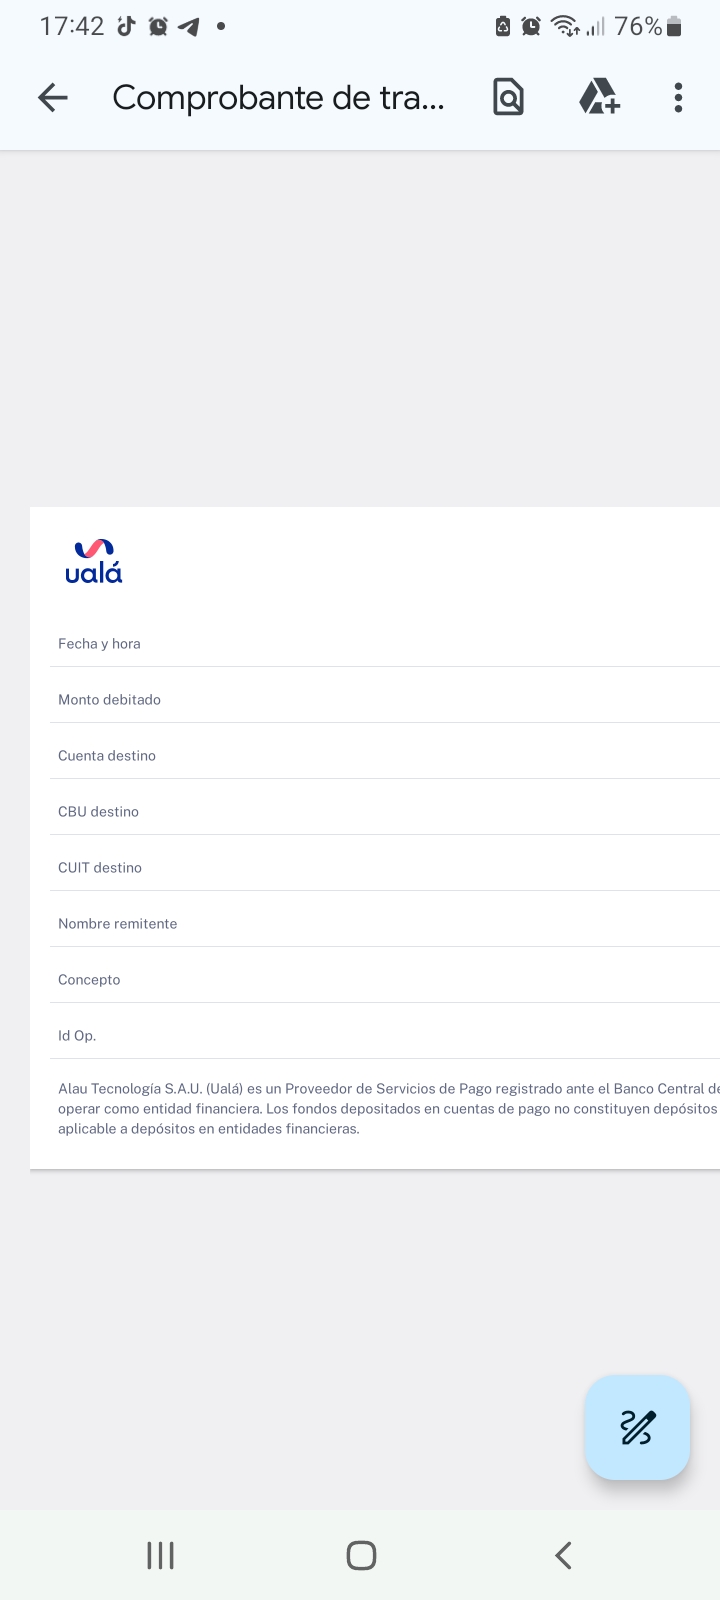 17:42
76%
Comprobante de tra...
ualá
Fecha y hora
Monto debitado
Cuenta destino
CBU destino
CUIT destino
Nombre remitente
Concepto
Id Op.
Alau Tecnología S.A.U. (Ualá) es un Proveedor de Servicios de Pago registrado ante el Banco Central de
operar como entidad financiera. Los fondos depositados en cuentas de pago no constituyen depósitos
aplicable a depósitos en entidades financieras.